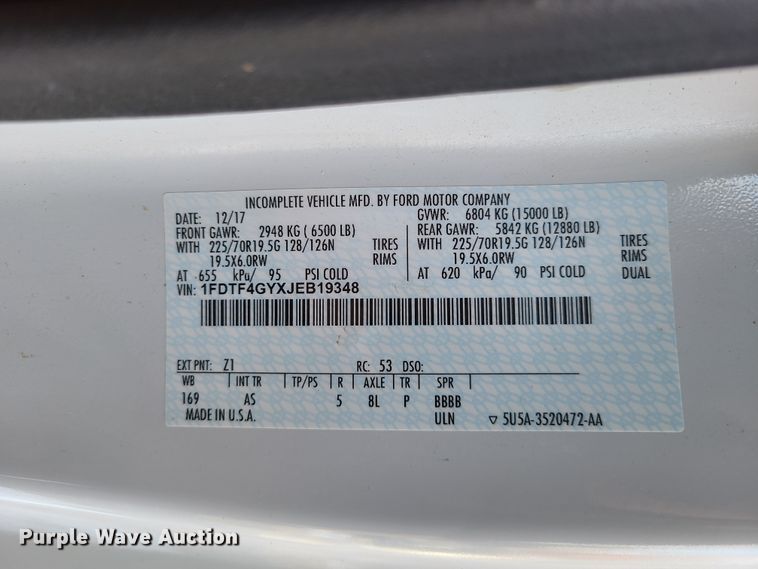 INCOMPLETE VEHICLE MFD. BY FORD MOTOR COMPANY
DATE: 12/17 GVWR: 6804 KG (15000 LB)
FRONT GAWR: 2948 KG ( 6500 LB) REAR GAWR: 5842 KG (12880 LB)
WITH 225/70R19.5G 128/126N TIRES WITH 225/70R19.5G 128/126N TIRES
19.5X6.0RW RIMS 19.5X6.0RW RIMS
AT 655 kPa/ 95 PSI COLD AT 620 kPa/ 90 PSI COLD DUAL
VIN: 1FDTF4GYXJEB19348
EXT PNT: Z1 RC: 53 DSO:
WB INT TR TP/PS R AXLE TR SPR
169 AS 5 8L P BBBB
MADE IN U.S.A. ULN ▽ 5U5A-3520472-AA
Purple Wave Auction